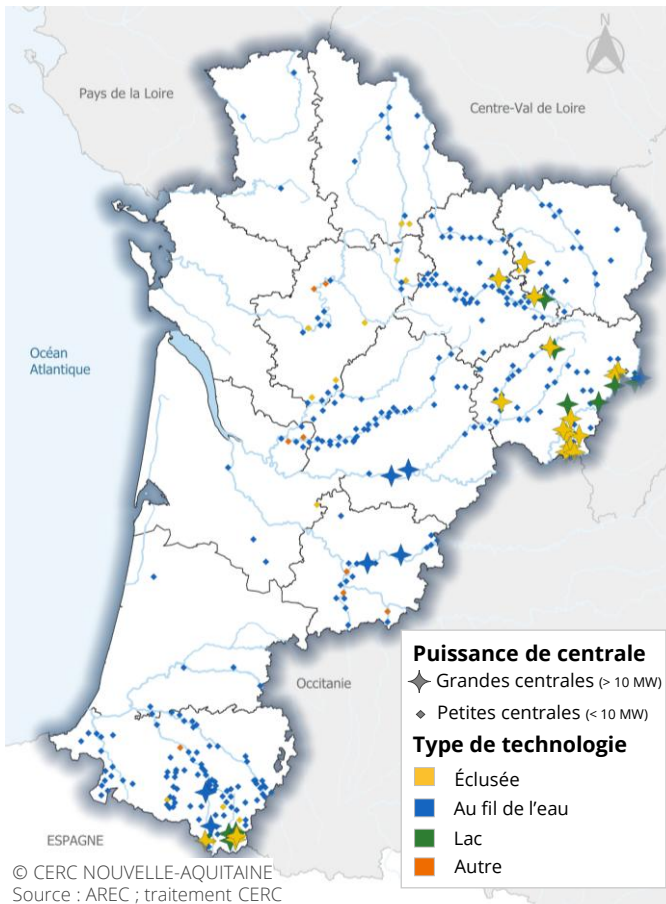 N
Pays de la Loire
Centre-Val de Loire
Océan
Atlantique
Occitanie
ESPAGNE
Puissance de centrale
Grandes centrales (> 10 MW)
Petites centrales (< 10 MW)
Type de technologie
Éclusée
Au fil de l'eau
Lac
Autre
© CERC NOUVELLE-AQUITAINE
Source : AREC ; traitement CERC